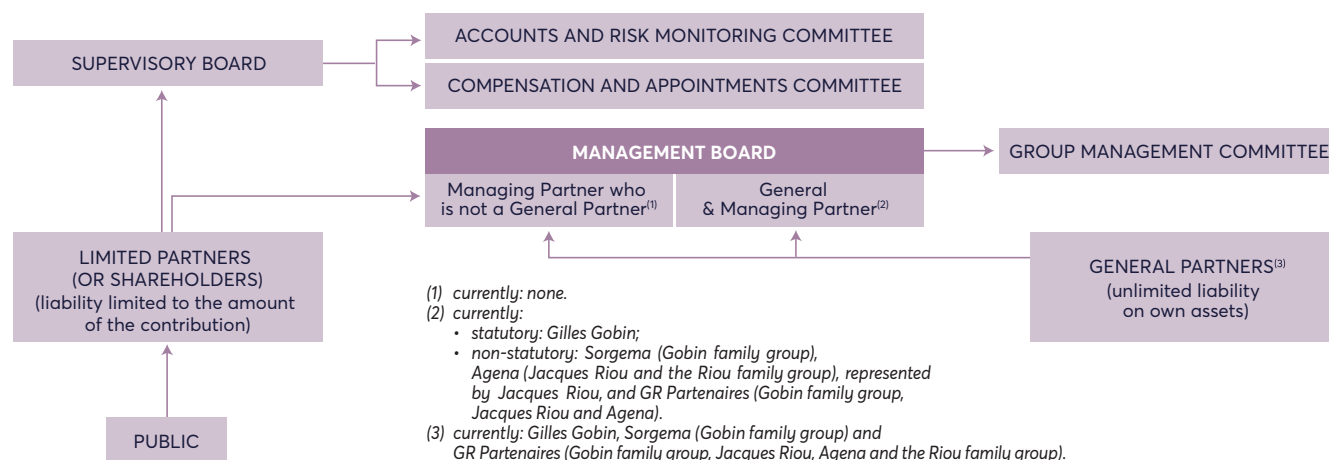 ACCOUNTS AND RISK MONITORING COMMITTEE
SUPERVISORY BOARD
COMPENSATION AND APPOINTMENTS COMMITTEE
MANAGEMENT BOARD
GROUP MANAGEMENT COMMITTEE
Managing Partner who
is not a General Partner(1)
General
& Managing Partner(2)
LIMITED PARTNERS
(OR SHAREHOLDERS)
(liability limited to the amount
of the contribution)
GENERAL PARTNERS(3)
(unlimited liability
on own assets)
(1) currently: none.
(2) currently:
• statutory: Gilles Gobin;
• non-statutory: Sorgema (Gobin family group),
Agena (Jacques Riou and the Riou family group), represented
by Jacques Riou, and GR Partenaires (Gobin family group,
Jacques Riou and Agena).
(3) currently: Gilles Gobin, Sorgema (Gobin family group) and
GR Partenaires (Gobin family group, Jacques Riou, Agena and the Riou family group).
PUBLIC